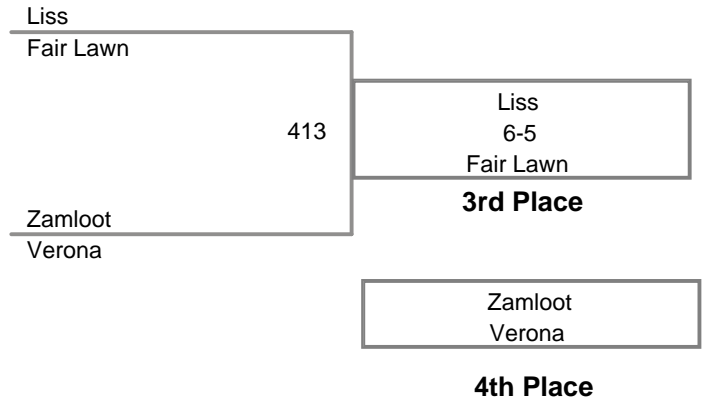 Liss
Fair Lawn
413
Liss
6-5
Fair Lawn
3rd Place
Zamloot
Verona
Zamloot
Verona
4th Place